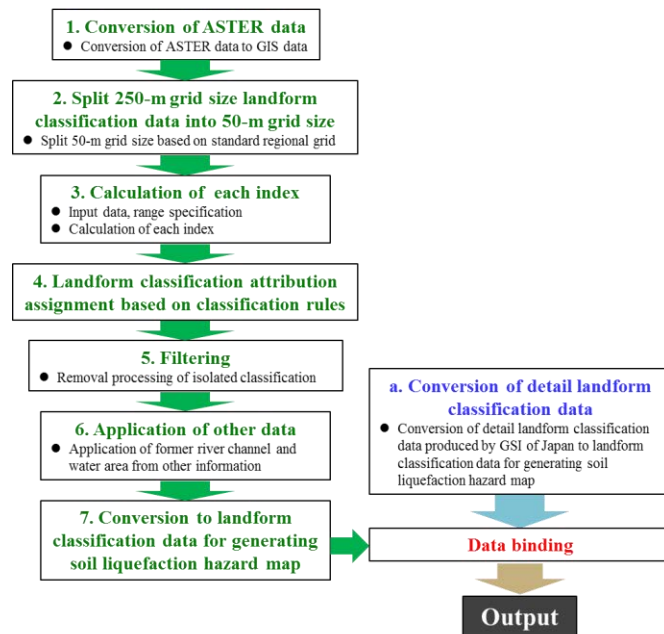 1. Conversion of ASTER data
● Conversion of ASTER data to GIS data
2. Split 250-m grid size landform
classification data into 50-m grid size
● Split 50-m grid size based on standard regional grid
3. Calculation of each index
● Input data, range specification
● Calculation of each index
4. Landform classification attribution
assignment based on classification rules
5. Filtering
● Removal processing of isolated classification
6. Application of other data
● Application of former river channel and
water area from other information
7. Conversion to landform
classification data for generating
soil liquefaction hazard map
a. Conversion of detail landform
classification data
● Conversion of detail landform classification
data produced by GSI of Japan to landform
classification data for generating soil
liquefaction hazard map
Data binding
Output